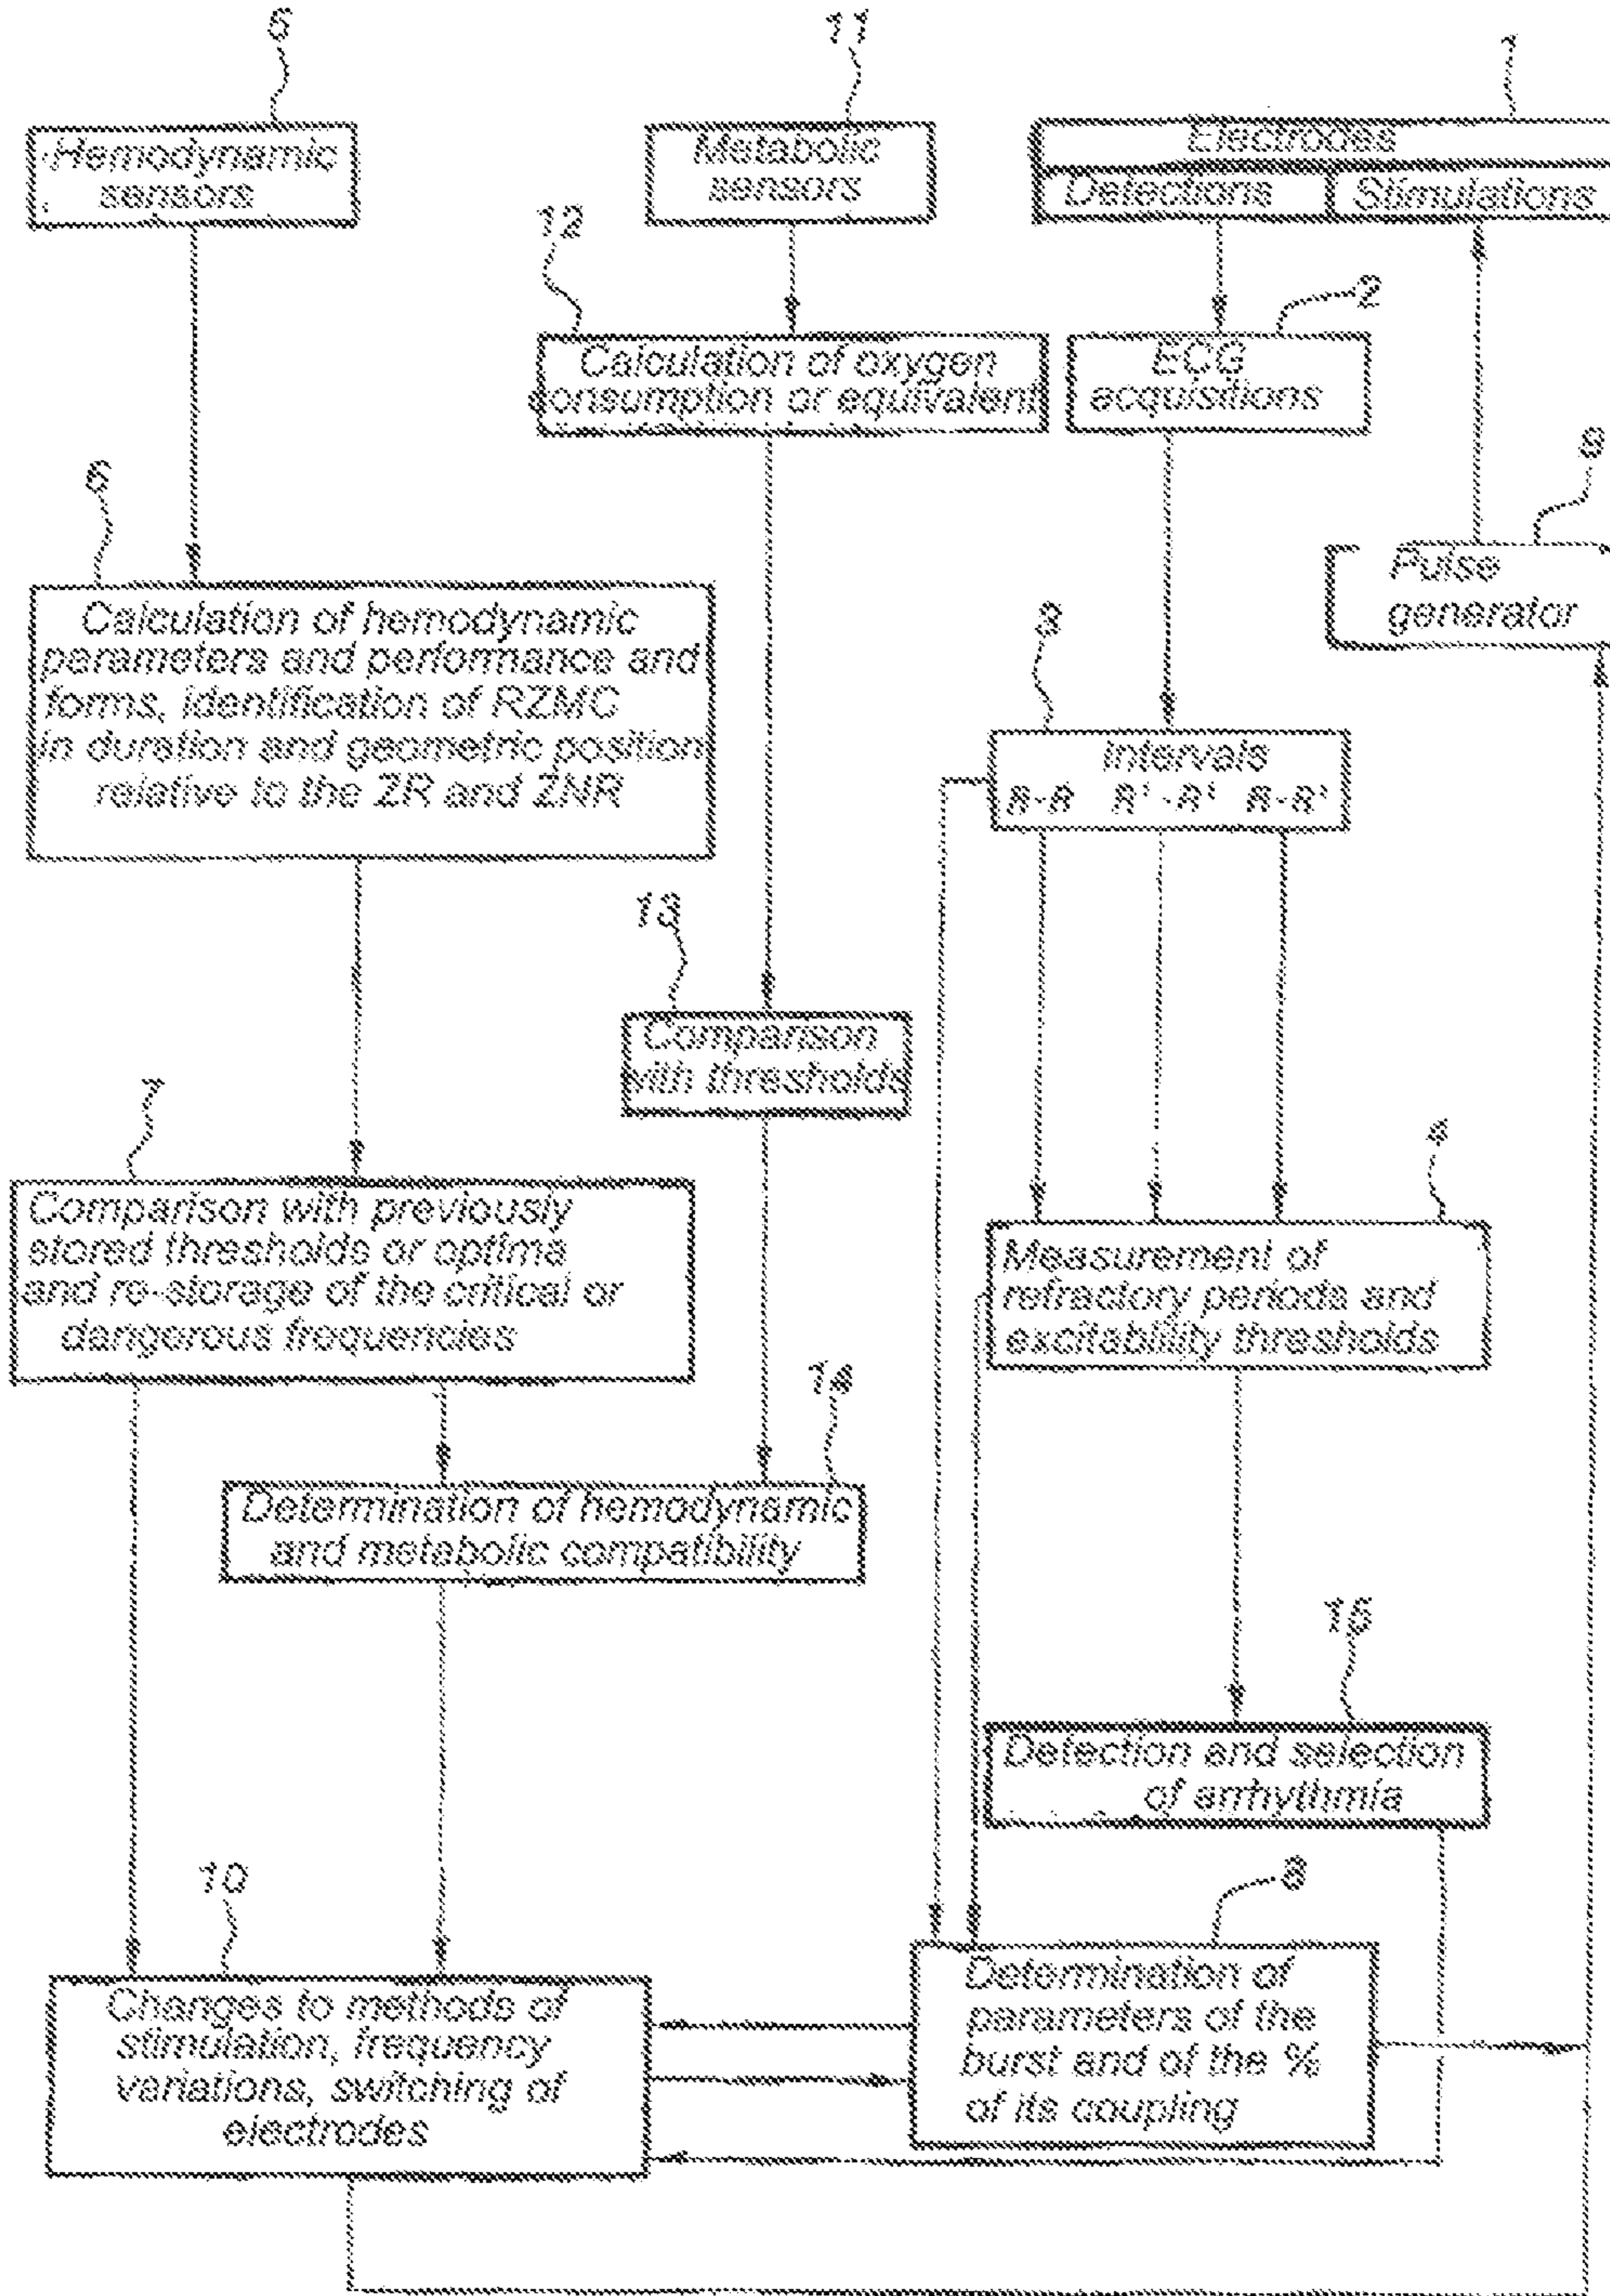 5
11
1
Hemodynamic
sensors
Metabolic
sensors
Electrodes
Detections
Stimulations
12
2
Calculation of oxygen
consumption or equivalent
ECG
acquisitions
6
9
Pulse
generator
Calculation of hemodynamic
parameters and performance and
forms, identification of RZMC
in duration and geometric position
relative to the ZR and ZNR
3
Intervals
R-R R'-R' R-R'
13
Comparison
with thresholds
7
4
Comparison with previously
stored thresholds or optima
and re-storage of the critical or
dangerous frequencies
Measurement of
refractory periods and
excitability thresholds
14
Determination of hemodynamic
and metabolic compatibility
15
Detection and selection
of arrhythmia
10
8
Changes to methods of
stimulation, frequency
variations, switching of
electrodes
Determination of
parameters of the
burst and of the %
of its coupling